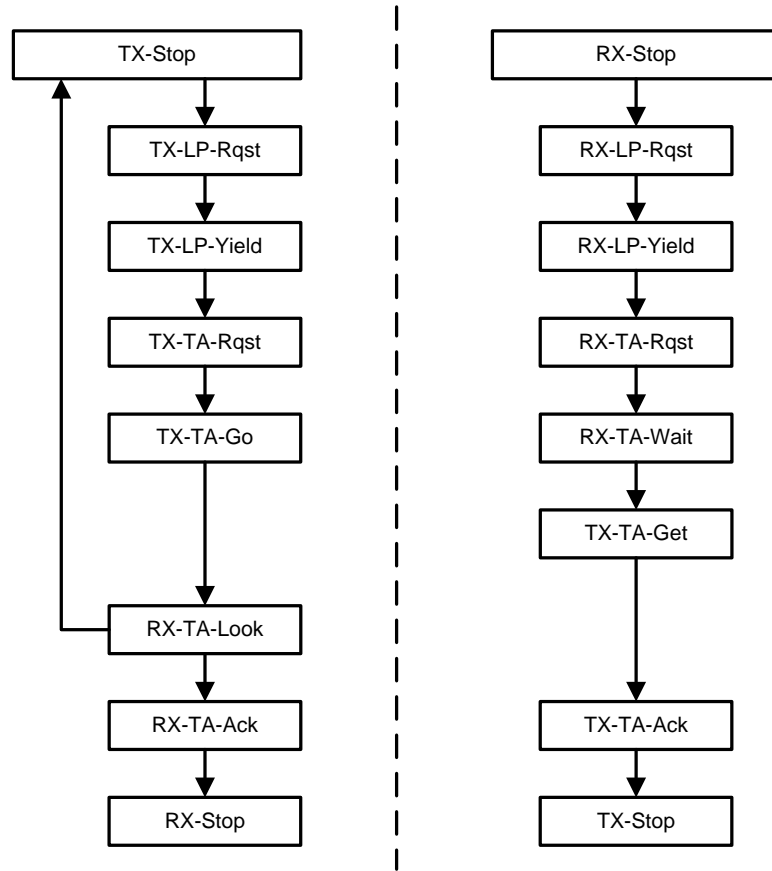 TX-Stop
TX-LP-Rqst
TX-LP-Yield
TX-TA-Rqst
TX-TA-Go
RX-TA-Look
RX-TA-Ack
RX-Stop
RX-Stop
RX-LP-Rqst
RX-LP-Yield
RX-TA-Rqst
RX-TA-Wait
TX-TA-Get
TX-TA-Ack
TX-Stop